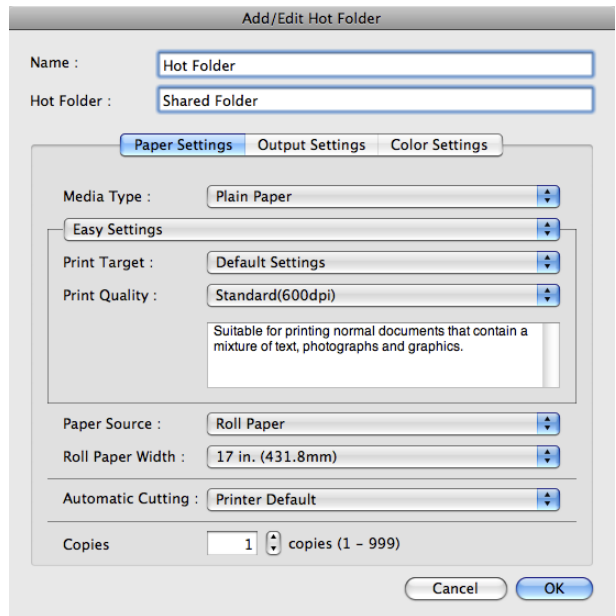 Add/Edit Hot Folder
Name : Hot Folder
Hot Folder : Shared Folder
Paper Settings Output Settings Color Settings
Media Type : Plain Paper
Easy Settings
Print Target : Default Settings
Print Quality : Standard(600dpi)
Suitable for printing normal documents that contain a
mixture of text, photographs and graphics.
Paper Source : Roll Paper
Roll Paper Width : 17 in. (431.8mm)
Automatic Cutting : Printer Default
Copies 1 copies (1 – 999)
Cancel OK